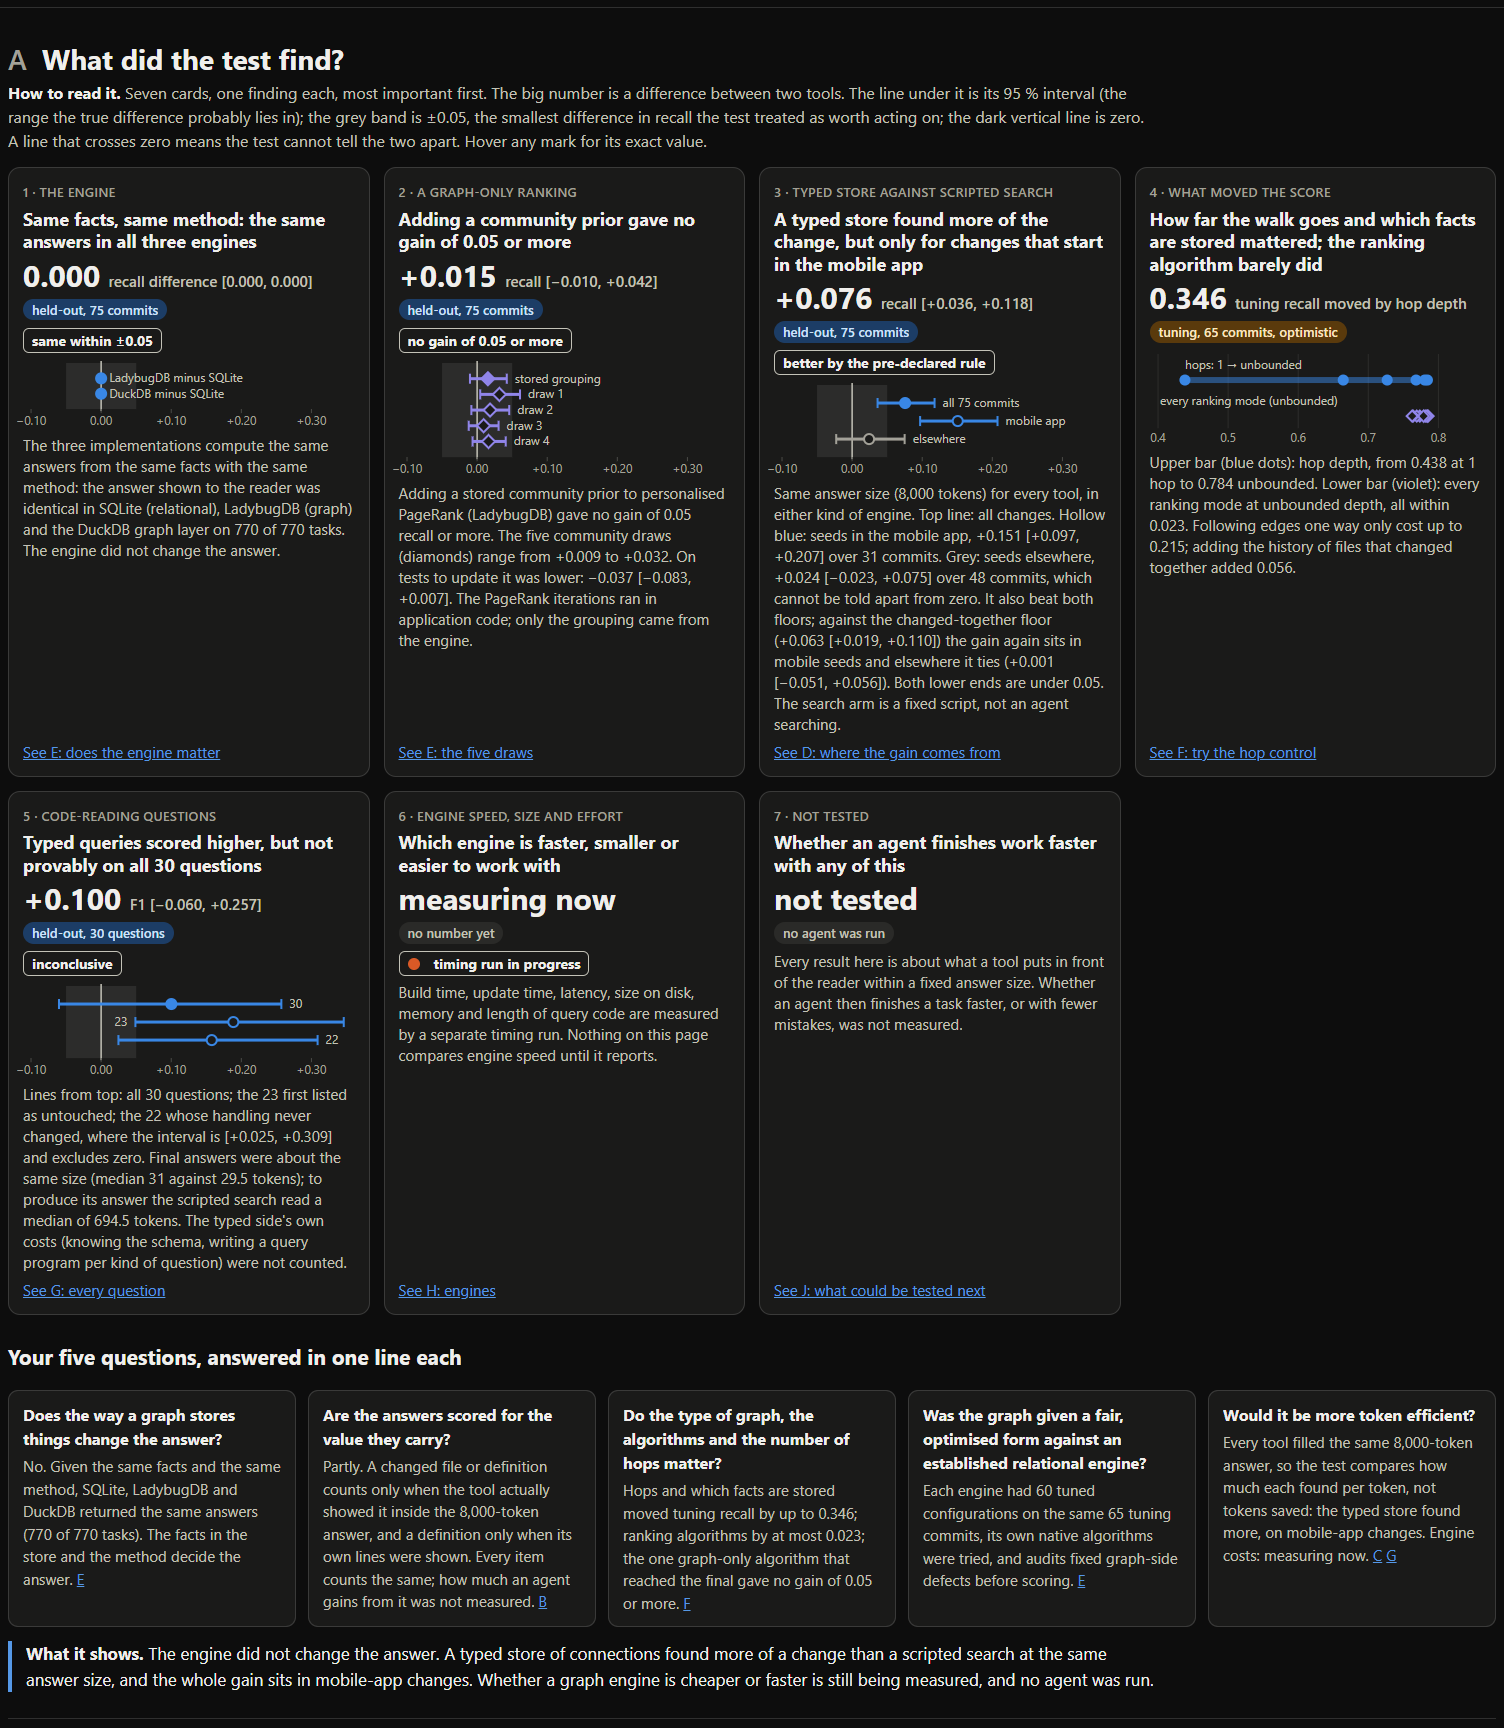 A What did the test find?
How to read it. Seven cards, one finding each, most important first. The big number is a difference between two tools. The line under it is its 95 % interval (the
range the true difference probably lies in); the grey band is ±0.05, the smallest difference in recall the test treated as worth acting on; the dark vertical line is zero.
A line that crosses zero means the test cannot tell the two apart. Hover any mark for its exact value.
1 · THE ENGINE
Same facts, same method: the same
answers in all three engines
0.000 recall difference [0.000, 0.000]
held-out, 75 commits
same within ±0.05
LadybugDB minus SQLite
DuckDB minus SQLite
−0.10 0.00 +0.10 +0.20 +0.30
The three implementations compute the same
answers from the same facts with the same
method: the answer shown to the reader was
identical in SQLite (relational), LadybugDB (graph)
and the DuckDB graph layer on 770 of 770 tasks.
The engine did not change the answer.
See E: does the engine matter
2 · A GRAPH-ONLY RANKING
Adding a community prior gave no
gain of 0.05 or more
+0.015 recall [−0.010, +0.042]
held-out, 75 commits
no gain of 0.05 or more
stored grouping
draw 1
draw 2
draw 3
draw 4
−0.10 0.00 +0.10 +0.20 +0.30
Adding a stored community prior to personalised
PageRank (LadybugDB) gave no gain of 0.05
recall or more. The five community draws
(diamonds) range from +0.009 to +0.032. On
tests to update it was lower: −0.037 [−0.083,
+0.007]. The PageRank iterations ran in
application code; only the grouping came from
the engine.
See E: the five draws
3 · TYPED STORE AGAINST SCRIPTED SEARCH
A typed store found more of the
change, but only for changes that start
in the mobile app
+0.076 recall [+0.036, +0.118]
held-out, 75 commits
better by the pre-declared rule
all 75 commits
mobile app
elsewhere
−0.10 0.00 +0.10 +0.20 +0.30
Same answer size (8,000 tokens) for every tool, in
either kind of engine. Top line: all changes. Hollow
blue: seeds in the mobile app, +0.151 [+0.097,
+0.207] over 31 commits. Grey: seeds elsewhere,
+0.024 [−0.023, +0.075] over 48 commits, which
cannot be told apart from zero. It also beat both
floors; against the changed-together floor
(+0.063 [+0.019, +0.110]) the gain again sits in
mobile seeds and elsewhere it ties (+0.001
[−0.051, +0.056]). Both lower ends are under 0.05.
The search arm is a fixed script, not an agent
searching.
See D: where the gain comes from
4 · WHAT MOVED THE SCORE
How far the walk goes and which facts
are stored mattered; the ranking
algorithm barely did
0.346 tuning recall moved by hop depth
tuning, 65 commits, optimistic
hops: 1 → unbounded
every ranking mode (unbounded)
0.4 0.5 0.6 0.7 0.8
Upper bar (blue dots): hop depth, from 0.438 at 1
hop to 0.784 unbounded. Lower bar (violet): every
ranking mode at unbounded depth, all within
0.023. Following edges one way only cost up to
0.215; adding the history of files that changed
together added 0.056.
See F: try the hop control
5 · CODE-READING QUESTIONS
Typed queries scored higher, but not
provably on all 30 questions
+0.100 F1 [−0.060, +0.257]
held-out, 30 questions
inconclusive
30
23
22
−0.10 0.00 +0.10 +0.20 +0.30
Lines from top: all 30 questions; the 23 first listed
as untouched; the 22 whose handling never
changed, where the interval is [+0.025, +0.309]
and excludes zero. Final answers were about the
same size (median 31 against 29.5 tokens); to
produce its answer the scripted search read a
median of 694.5 tokens. The typed side's own
costs (knowing the schema, writing a query
program per kind of question) were not counted.
See G: every question
6 · ENGINE SPEED, SIZE AND EFFORT
Which engine is faster, smaller or
easier to work with
measuring now
no number yet
timing run in progress
Build time, update time, latency, size on disk,
memory and length of query code are measured
by a separate timing run. Nothing on this page
compares engine speed until it reports.
See H: engines
7 · NOT TESTED
Whether an agent finishes work faster
with any of this
not tested
no agent was run
Every result here is about what a tool puts in front
of the reader within a fixed answer size. Whether
an agent then finishes a task faster, or with fewer
mistakes, was not measured.
See J: what could be tested next
Your five questions, answered in one line each
Does the way a graph stores
things change the answer?
No. Given the same facts and the same
method, SQLite, LadybugDB and
DuckDB returned the same answers
(770 of 770 tasks). The facts in the
store and the method decide the
answer. E
Are the answers scored for the
value they carry?
Partly. A changed file or definition
counts only when the tool actually
showed it inside the 8,000-token
answer, and a definition only when its
own lines were shown. Every item
counts the same; how much an agent
gains from it was not measured. B
Do the type of graph, the
algorithms and the number of
hops matter?
Hops and which facts are stored
moved tuning recall by up to 0.346;
ranking algorithms by at most 0.023;
the one graph-only algorithm that
reached the final gave no gain of 0.05
or more. F
Was the graph given a fair,
optimised form against an
established relational engine?
Each engine had 60 tuned
configurations on the same 65 tuning
commits, its own native algorithms
were tried, and audits fixed graph-side
defects before scoring. E
Would it be more token efficient?
Every tool filled the same 8,000-token
answer, so the test compares how
much each found per token, not
tokens saved: the typed store found
more, on mobile-app changes. Engine
costs: measuring now. C G
What it shows. The engine did not change the answer. A typed store of connections found more of a change than a scripted search at the same
answer size, and the whole gain sits in mobile-app changes. Whether a graph engine is cheaper or faster is still being measured, and no agent was run.